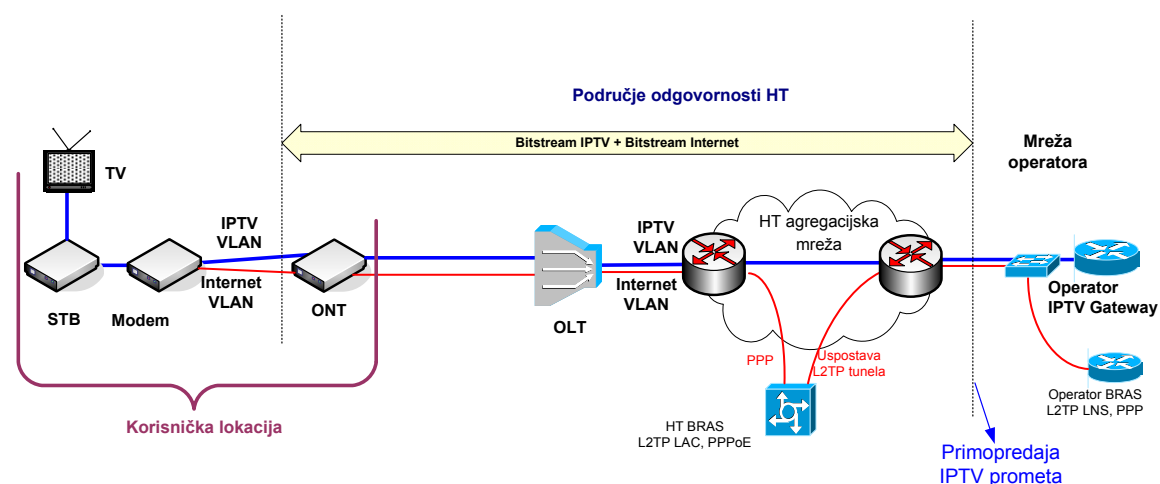 Područje odgovornosti HT
Bitstream IPTV + Bitstream Internet
Mreža
operatora
TV
IPTV
VLAN
Internet
VLAN
STB
Modem
ONT
OLT
IPTV
VLAN
Internet
VLAN
HT agregacijska
mreža
PPP
Uspostava
L2TP tunela
HT BRAS
L2TP LAC, PPPoE
Operator
IPTV Gateway
Operator BRAS
L2TP LNS, PPP
Korisnička lokacija
Primopredaja
IPTV prometa